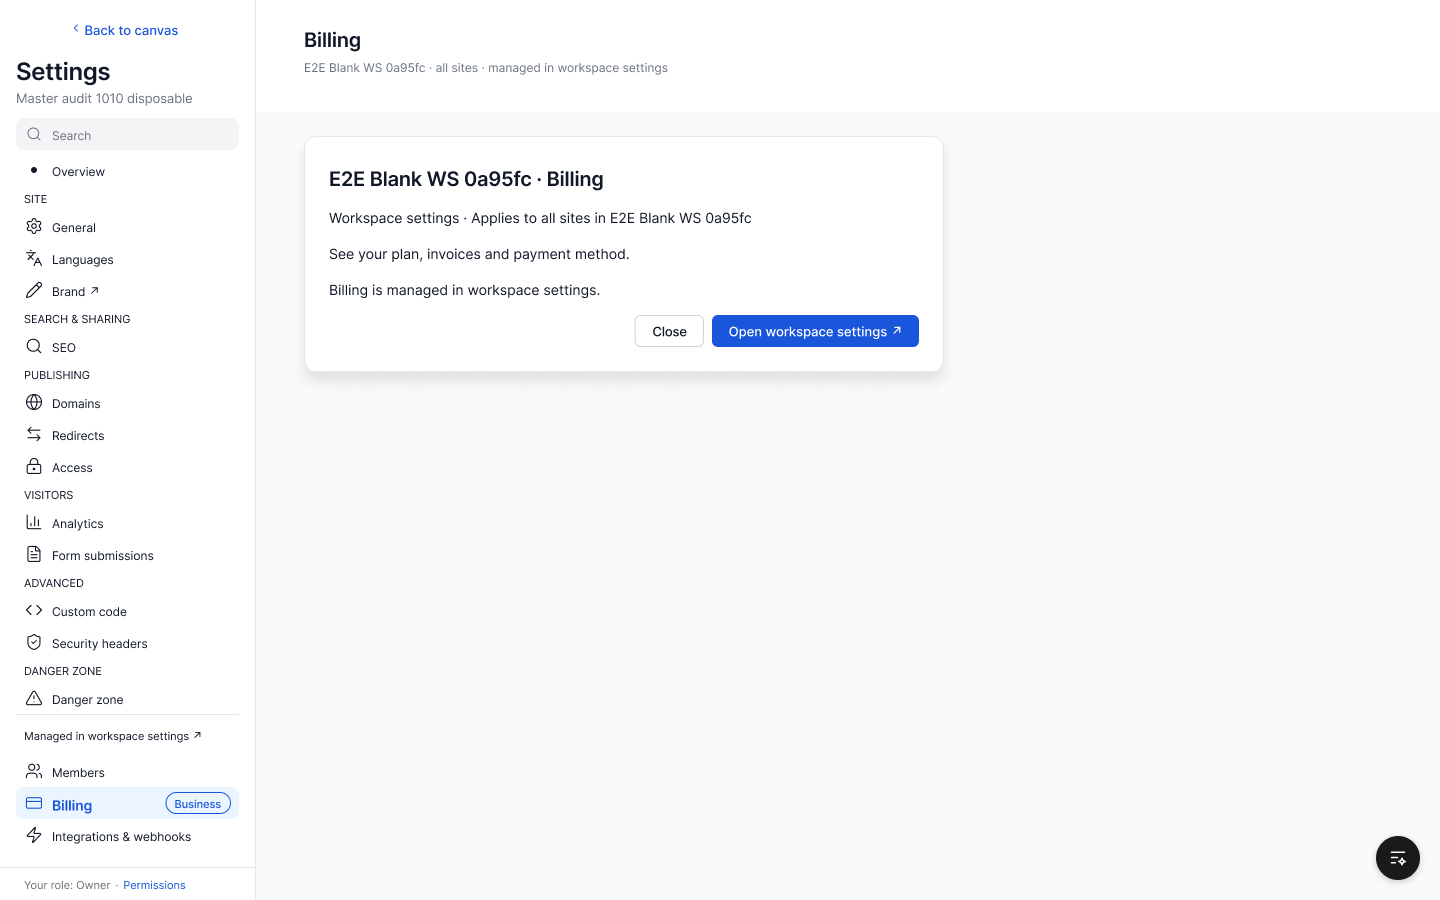 Back to canvas
Settings
Master audit 1010 disposable
Search
Overview
SITE
General
Languages
Brand ↗
SEARCH & SHARING
SEO
PUBLISHING
Domains
Redirects
Access
VISITORS
Analytics
Form submissions
ADVANCED
Custom code
Security headers
DANGER ZONE
Danger zone
Managed in workspace settings ↗
Members
Billing Business
Integrations & webhooks
Your role: Owner · Permissions
Billing
E2E Blank WS 0a95fc · all sites · managed in workspace settings
E2E Blank WS 0a95fc · Billing
Workspace settings · Applies to all sites in E2E Blank WS 0a95fc
See your plan, invoices and payment method.
Billing is managed in workspace settings.
Close Open workspace settings ↗